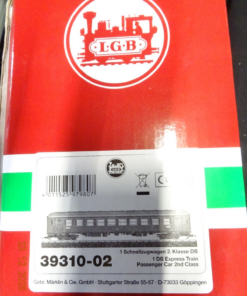 LGB
1 Schnellzugwagen 2. Klasse DB
39310-02
1 DB Express Train
Passenger Car 2nd Class
Gebr. Märklin & Cie. GmbH - Stuttgarter Straße 55-57 - D-73033 Göppingen